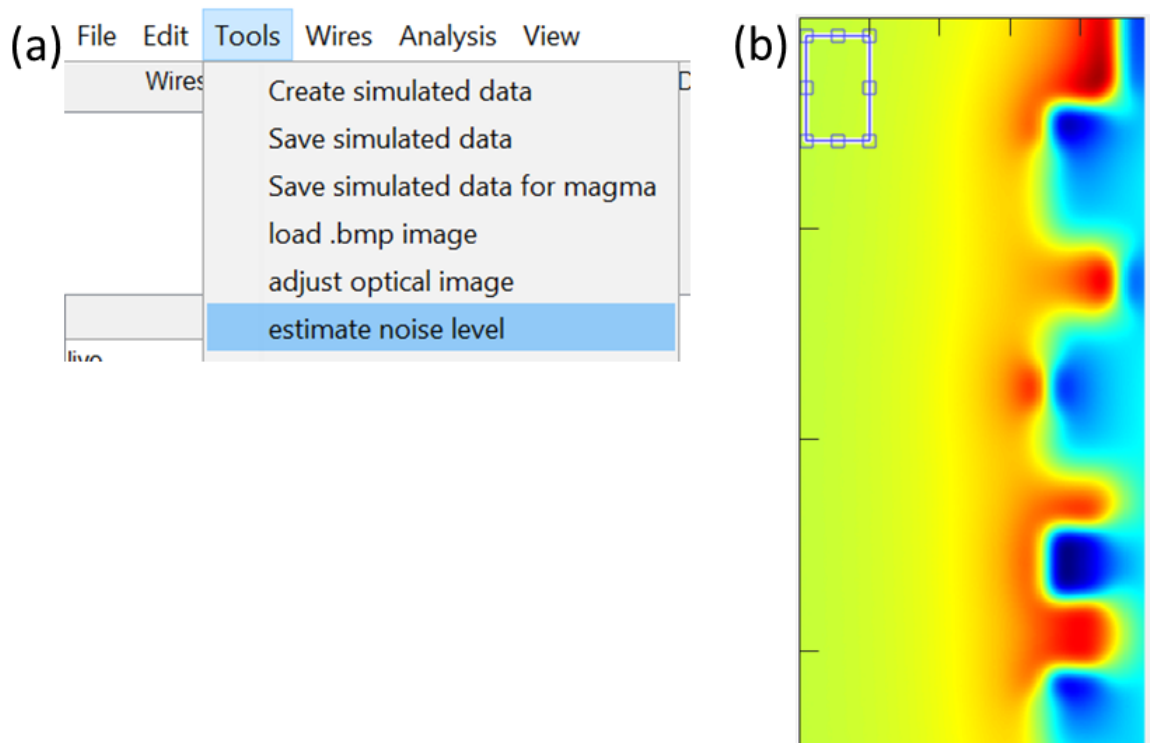 (a) File Edit Tools Wires Analysis View
Wires
Create simulated data
Save simulated data
Save simulated data for magma
load .bmp image
adjust optical image
estimate noise level
(b)